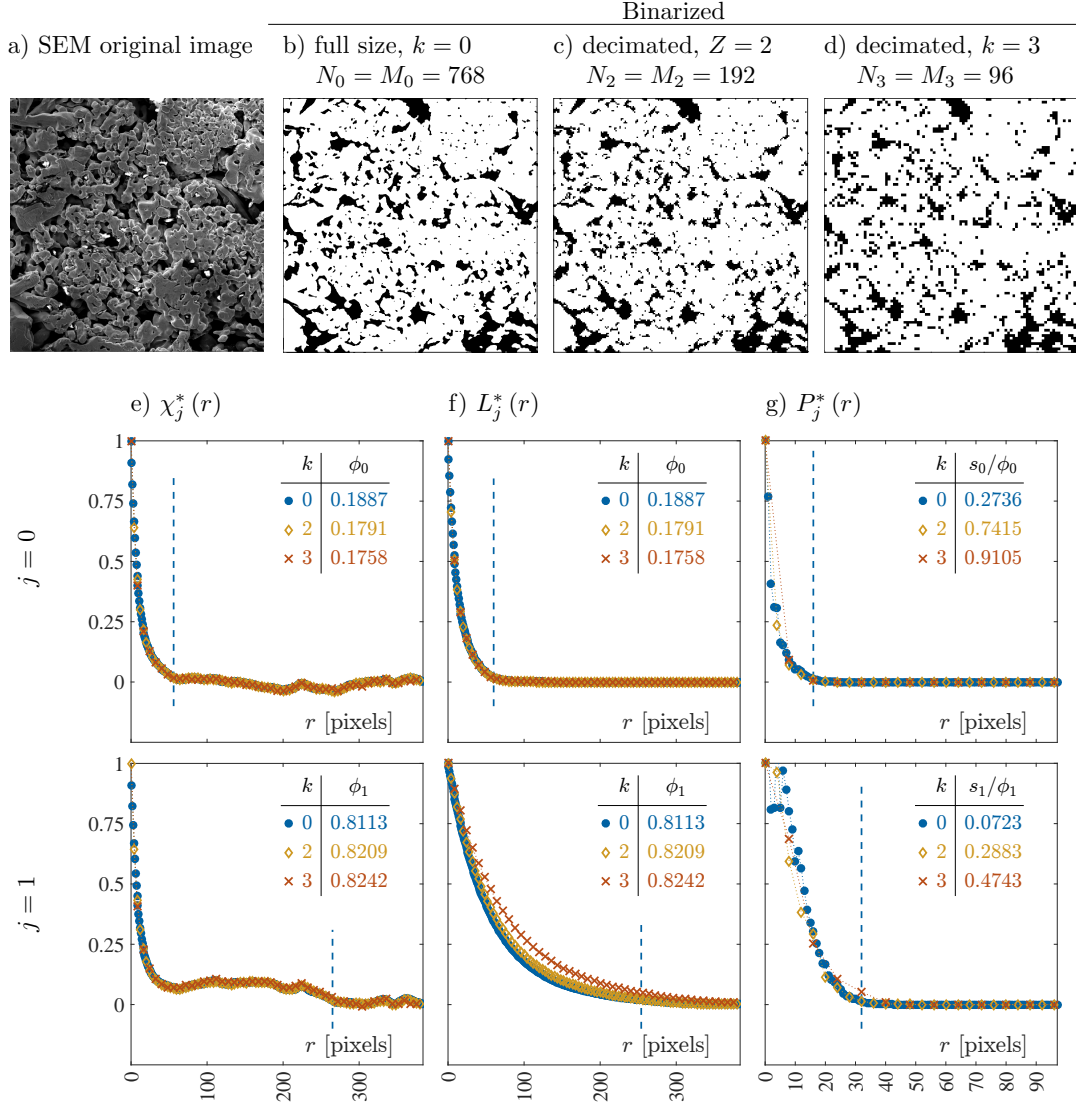 Binarized
a) SEM original image
b) full size, k = 0
c) decimated, Z = 2
d) decimated, k = 3
N₀ = M₀ = 768
N₂ = M₂ = 192
N₃ = M₃ = 96
e) χ*ⱼ (r)
f) L*ⱼ (r)
g) P*ⱼ (r)
j = 0
1
0.75
0.5
0.25
0
k ϕ₀
0 0.1887
2 0.1791
3 0.1758
r [pixels]
k ϕ₀
0 0.1887
2 0.1791
3 0.1758
r [pixels]
k s₀/ϕ₀
0 0.2736
2 0.7415
3 0.9105
r [pixels]
j = 1
1
0.75
0.5
0.25
0
k ϕ₁
0 0.8113
2 0.8209
3 0.8242
r [pixels]
k ϕ₁
0 0.8113
2 0.8209
3 0.8242
r [pixels]
k s₁/ϕ₁
0 0.0723
2 0.2883
3 0.4743
r [pixels]
0 100 200 300
0 100 200 300
0 10 20 30 40 50 60 70 80 90